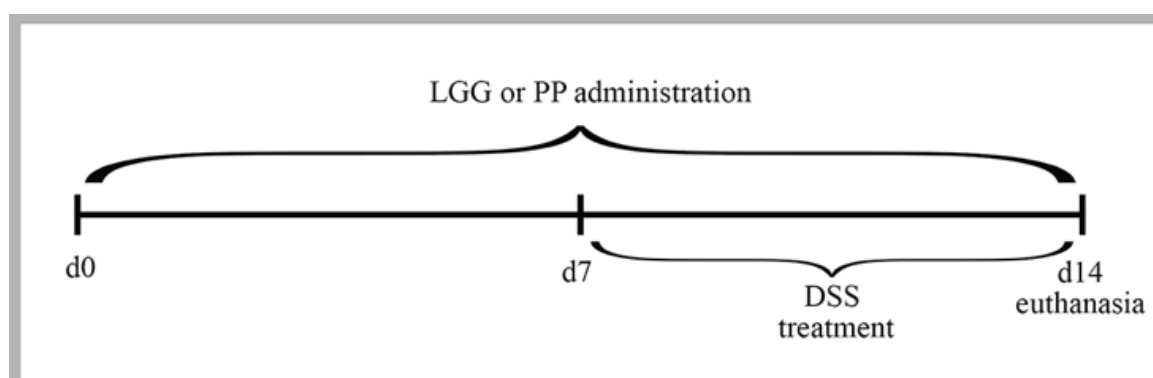 LGG or PP administration
d0
d7
d14
euthanasia
DSS
treatment